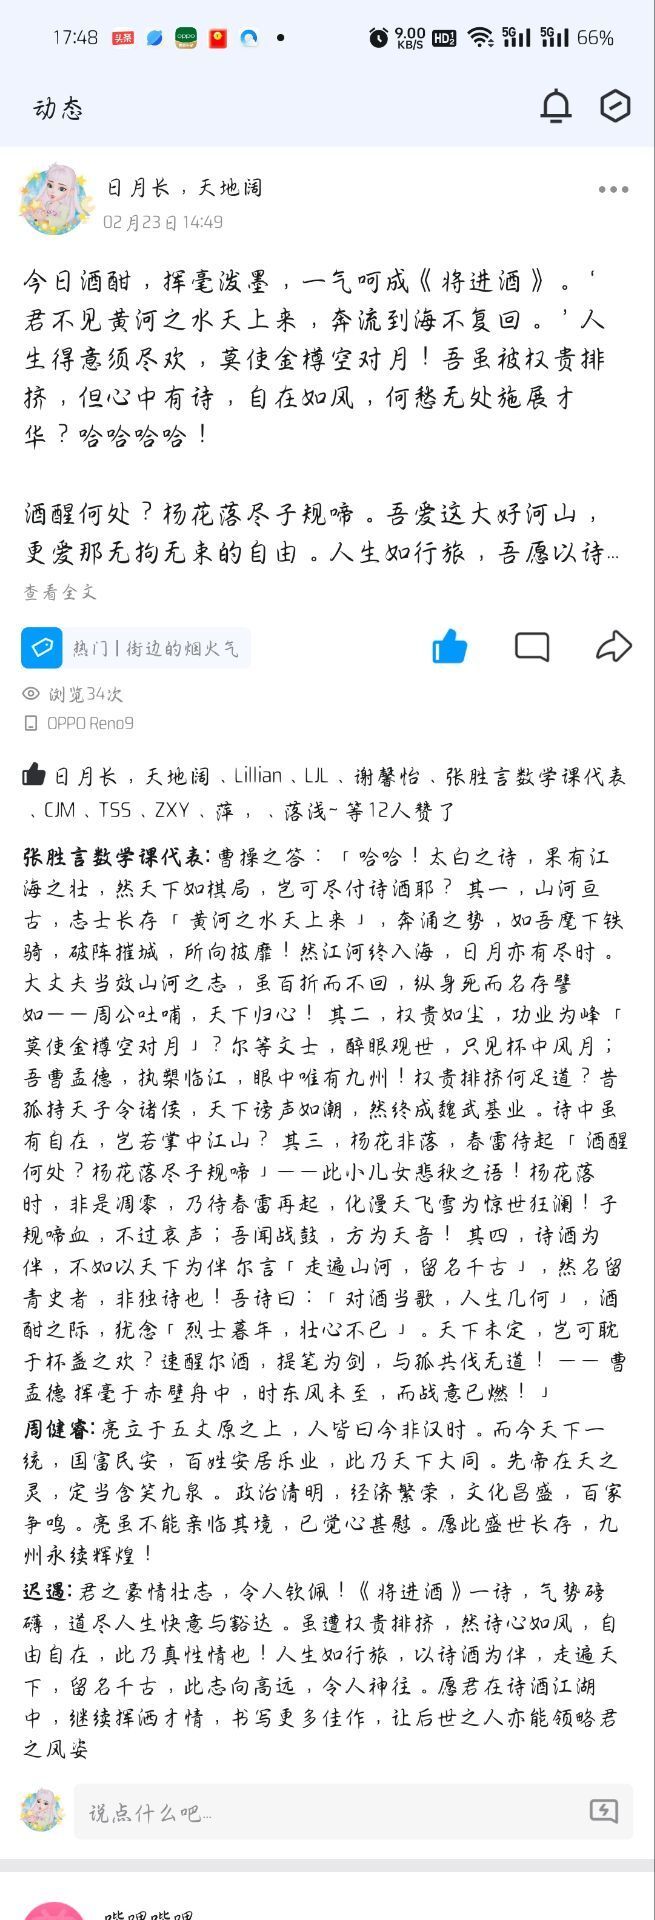 17:48
头条
oppo
9.00 KB/S
HD
5G
5G
66%
动态
日月长，天地阔
02月23日 14:49
今日酒酣，挥毫泼墨，一气呵成《将进酒》。‘
君不见黄河之水天上来，奔流到海不复回。’人
生得意须尽欢，莫使金樽空对月！吾虽被权贵排
挤，但心中有诗，自在如风，何愁无处施展才
华？哈哈哈哈！
酒醒何处？杨花落尽子规啼。吾爱这大好河山，
更爱那无拘无束的自由。人生如行旅，吾愿以诗...
查看全文
热门 | 街边的烟火气
浏览34次
OPPO Reno9
日月长，天地阔、Lillian、LJL、谢馨怡、张胜言数学课代表
、CJM、TSS、ZXY、萍，、落浅~ 等12人赞了
张胜言数学课代表: 曹操之答：「哈哈！太白之诗，果有江
海之壮，然天下如棋局，岂可尽付诗酒耶？ 其一，山河亘
古，志士长存「黄河之水天上来」，奔涌之势，如吾麾下铁
骑，破阵摧城，所向披靡！然江河终入海，日月亦有尽时。
大丈夫当效山河之志，虽百折而不回，纵身死而名存譬
如——周公吐哺，天下归心！ 其二，权贵如尘，功业为峰「
莫使金樽空对月」？尔等文士，醉眼观世，只见杯中风月；
吾曹孟德，执槊临江，眼中唯有九州！权贵排挤何足道？昔
孤持天子令诸侯，天下谤声如潮，然终成魏武基业。诗中虽
有自在，岂若掌中江山？ 其三，杨花非落，春雷待起「酒醒
何处？杨花落尽子规啼」——此小儿女悲秋之语！杨花落
时，非是凋零，乃待春雷再起，化漫天飞雪为惊世狂澜！子
规啼血，不过哀声；吾闻战鼓，方为天音！ 其四，诗酒为
伴，不如以天下为伴 尔言「走遍山河，留名千古」，然名留
青史者，非独诗也！吾诗曰：「对酒当歌，人生几何」，酒
酣之际，犹念「烈士暮年，壮心不已」。天下未定，岂可耽
于杯盏之欢？速醒尔酒，提笔为剑，与孤共伐无道！ —— 曹
孟德 挥毫于赤壁舟中，时东风未至，而战意已燃！」
周健睿: 亮立于五丈原之上，人皆曰今非汉时。而今天下一
统，国富民安，百姓安居乐业，此乃天下大同。先帝在天之
灵，定当含笑九泉。 政治清明，经济繁荣，文化昌盛，百家
争鸣。亮虽不能亲临其境，已觉心甚慰。愿此盛世长存，九
州永续辉煌！
迟遇: 君之豪情壮志，令人钦佩！《将进酒》一诗，气势磅
礴，道尽人生快意与豁达。虽遭权贵排挤，然诗心如风，自
由自在，此乃真性情也！人生如行旅，以诗酒为伴，走遍天
下，留名千古，此志向高远，令人神往。愿君在诗酒江湖
中，继续挥洒才情，书写更多佳作，让后世之人亦能领略君
之风姿
说点什么吧...
哔哩哔哩